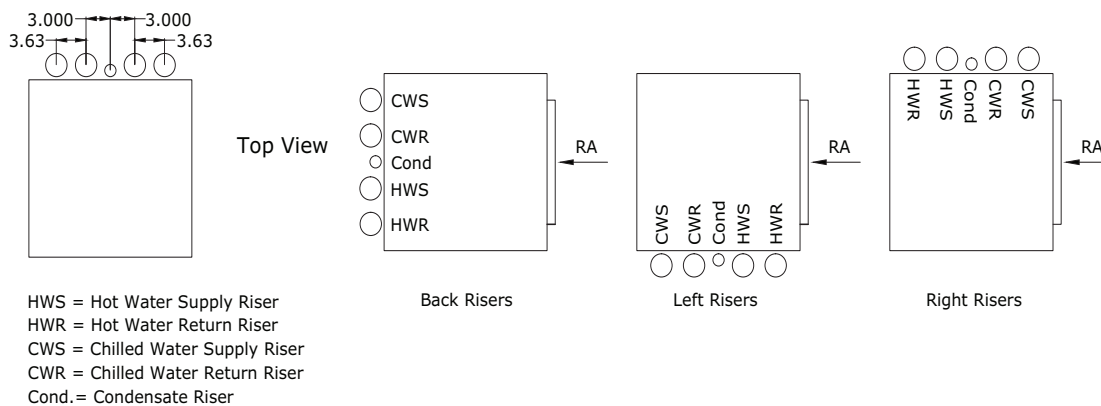 3.000 3.000
3.63 3.63
Top View
CWS
CWR
Cond
HWS
HWR
RA
Back Risers
CWS CWR Cond HWS HWR
RA
Left Risers
HWR HWS Cond CWR CWS
RA
Right Risers
HWS = Hot Water Supply Riser
HWR = Hot Water Return Riser
CWS = Chilled Water Supply Riser
CWR = Chilled Water Return Riser
Cond.= Condensate Riser